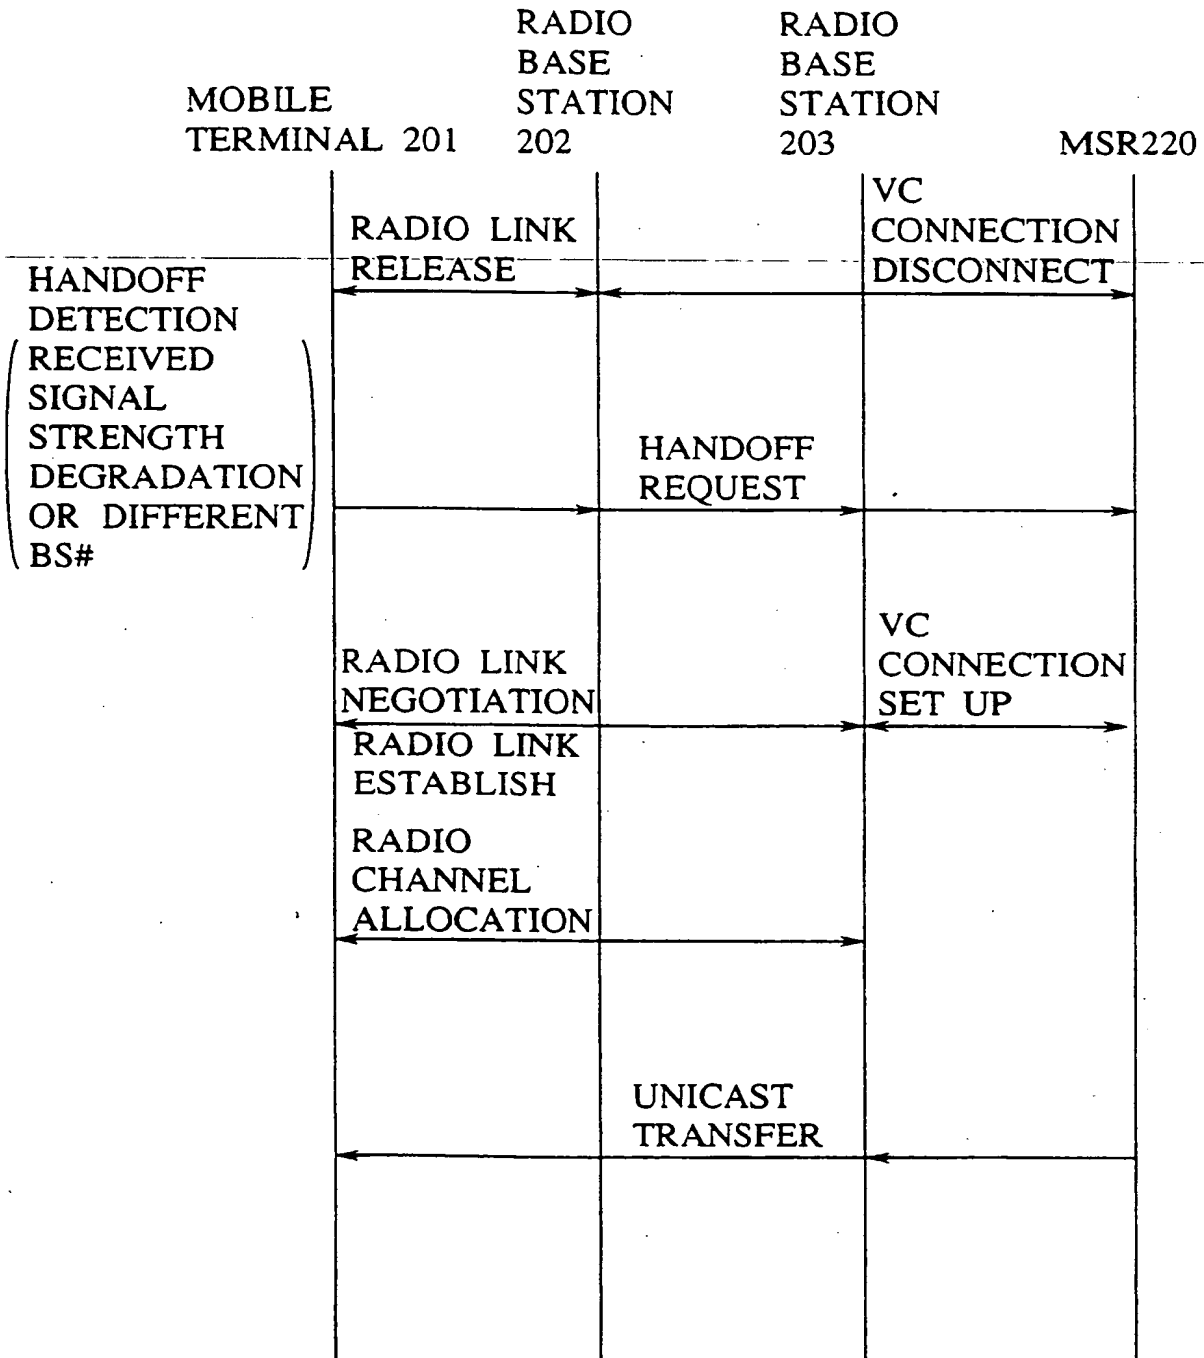 RADIO
BASE
STATION
202
RADIO
BASE
STATION
203
MOBILE
TERMINAL 201
MSR220
RADIO LINK
RELEASE
VC
CONNECTION
DISCONNECT
HANDOFF
DETECTION
RECEIVED
SIGNAL
STRENGTH
DEGRADATION
OR DIFFERENT
BS#
HANDOFF
REQUEST
RADIO LINK
NEGOTIATION
VC
CONNECTION
SET UP
RADIO LINK
ESTABLISH
RADIO
CHANNEL
ALLOCATION
UNICAST
TRANSFER